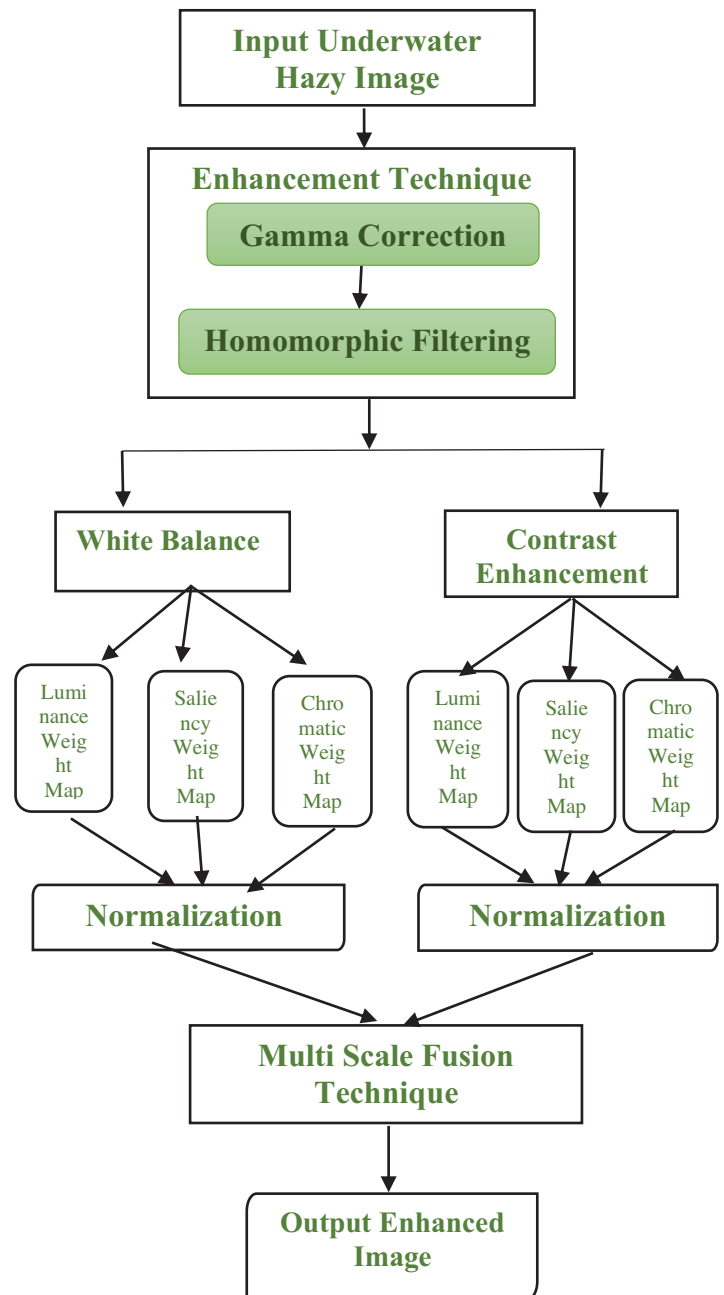 Input Underwater
Hazy Image
Enhancement Technique
Gamma Correction
Homomorphic Filtering
White Balance
Contrast
Enhancement
Lumi
nance
Weig
ht
Map
Salie
ncy
Weig
ht
Map
Chro
matic
Weig
ht
Map
Lumi
nance
Weig
ht
Map
Salie
ncy
Weig
ht
Map
Chro
matic
Weig
ht
Map
Normalization
Normalization
Multi Scale Fusion
Technique
Output Enhanced
Image